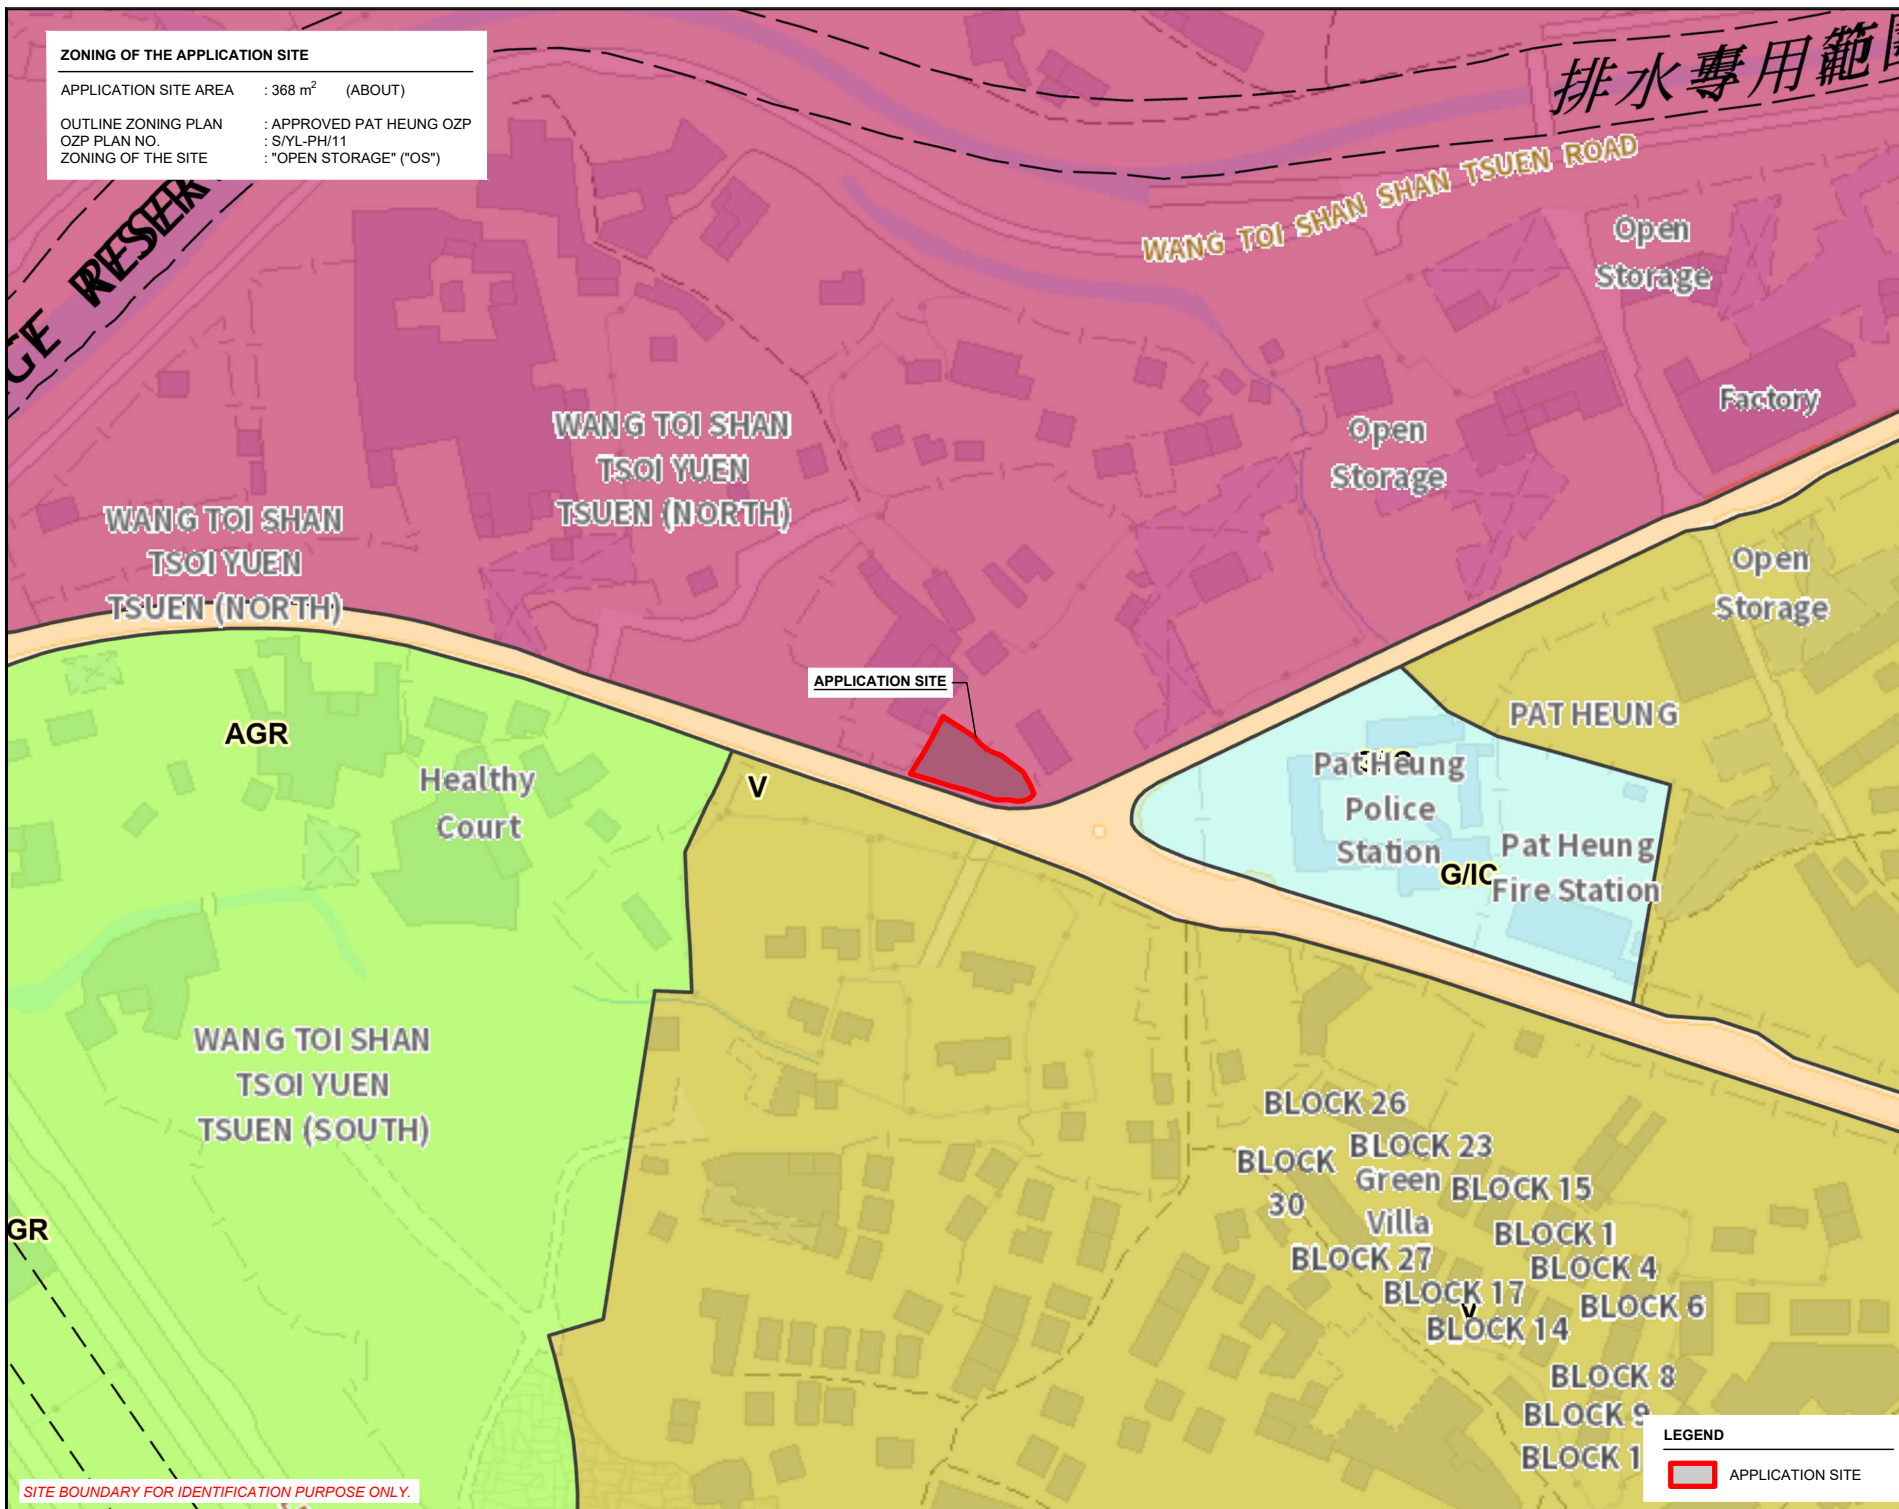 ZONING OF THE APPLICATION SITE
APPLICATION SITE AREA : 368 m² (ABOUT)
OUTLINE ZONING PLAN : APPROVED PAT HEUNG OZP
OZP PLAN NO. : S/YL-PH/11
ZONING OF THE SITE : "OPEN STORAGE" ("OS")
排水專用範
WANG TOI SHAN SHAN TSUEN ROAD
Open
Storage
Factory
Open
Storage
WANG TOI SHAN
TSOI YUEN
TSUEN (NORTH)
WANG TOI SHAN
TSOI YUEN
TSUEN (NORTH)
Open
Storage
APPLICATION SITE
PAT HEUNG
AGR
Healthy
Court
V
Pat Heung
Police
Station
G/IC
Pat Heung
Fire Station
WANG TOI SHAN
TSOI YUEN
TSUEN (SOUTH)
GR
BLOCK 26
BLOCK 23
BLOCK
30
Green
Villa
BLOCK 15
BLOCK 1
BLOCK 27
BLOCK 4
BLOCK 17
V
BLOCK 6
BLOCK 14
BLOCK 8
BLOCK 9
BLOCK 1
LEGEND
APPLICATION SITE
SITE BOUNDARY FOR IDENTIFICATION PURPOSE ONLY.